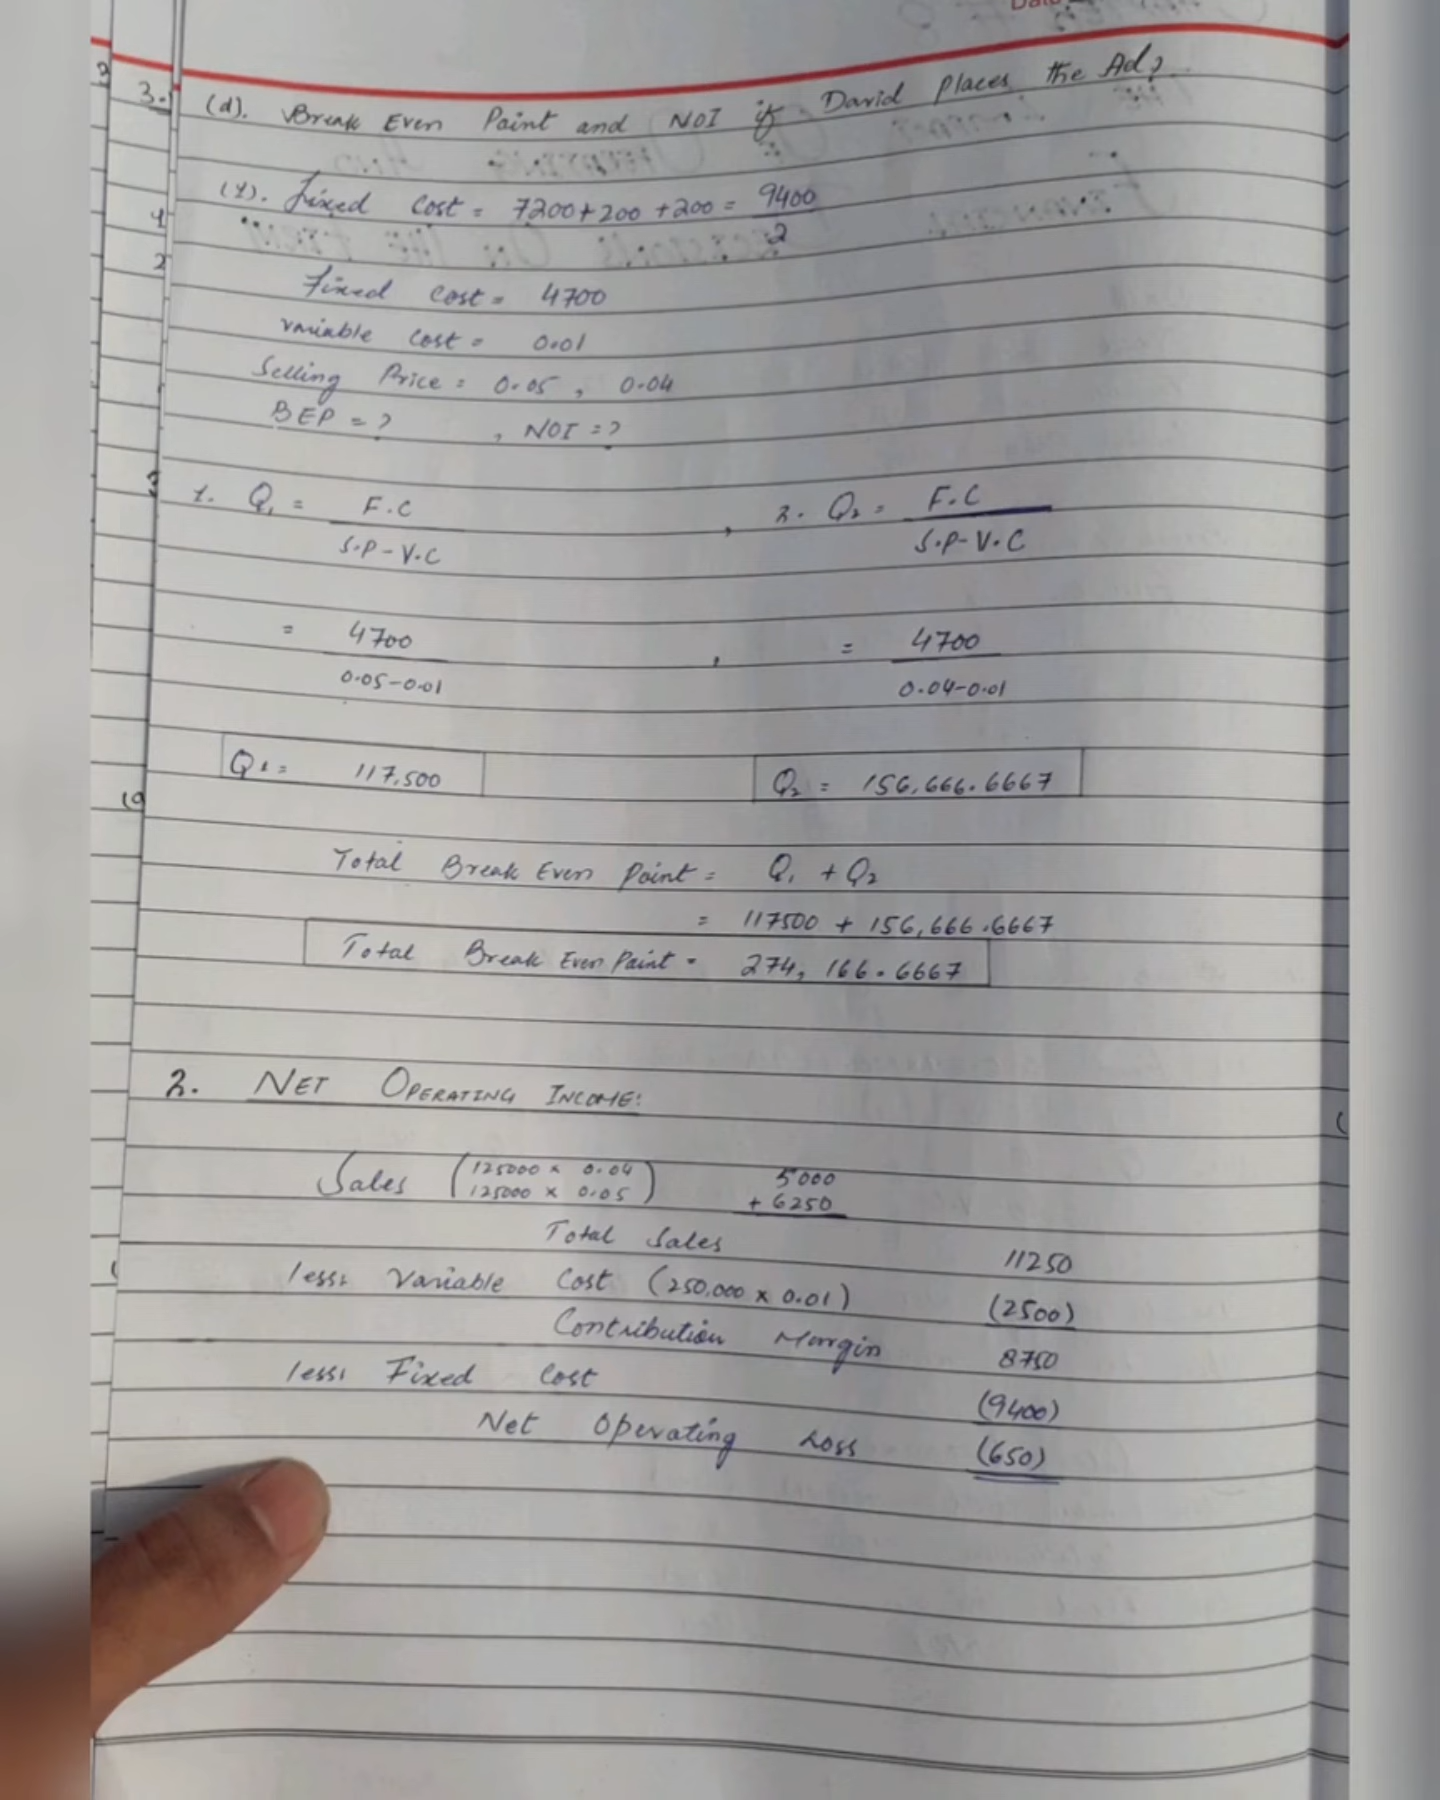 Date
3. (d). Break Even Point and NOI if David places the Ad?
(1). Fixed Cost = 7200+200+200= 9400
2
Fixed Cost = 4700
variable Cost = 0.01
Selling Price = 0.05 , 0.04
BEP = ? , NOI = ?
1. Q1 = F.C , 2. Q2 = F.C
S.P-V.C S.P-V.C
= 4700 , = 4700
0.05-0.01 0.04-0.01
Q1 = 117,500 Q2 = 156,666.6667
Total Break Even Point = Q1 + Q2
= 117500 + 156,666.6667
Total Break Even Point = 274,166.6667
2. NET OPERATING INCOME:
Sales (125000 x 0.04) 5000
(125000 x 0.05) + 6250
Total Sales 11250
less: Variable Cost (250,000 x 0.01) (2500)
Contribution Margin 8750
less: Fixed Cost (9400)
Net Operating Loss (650)